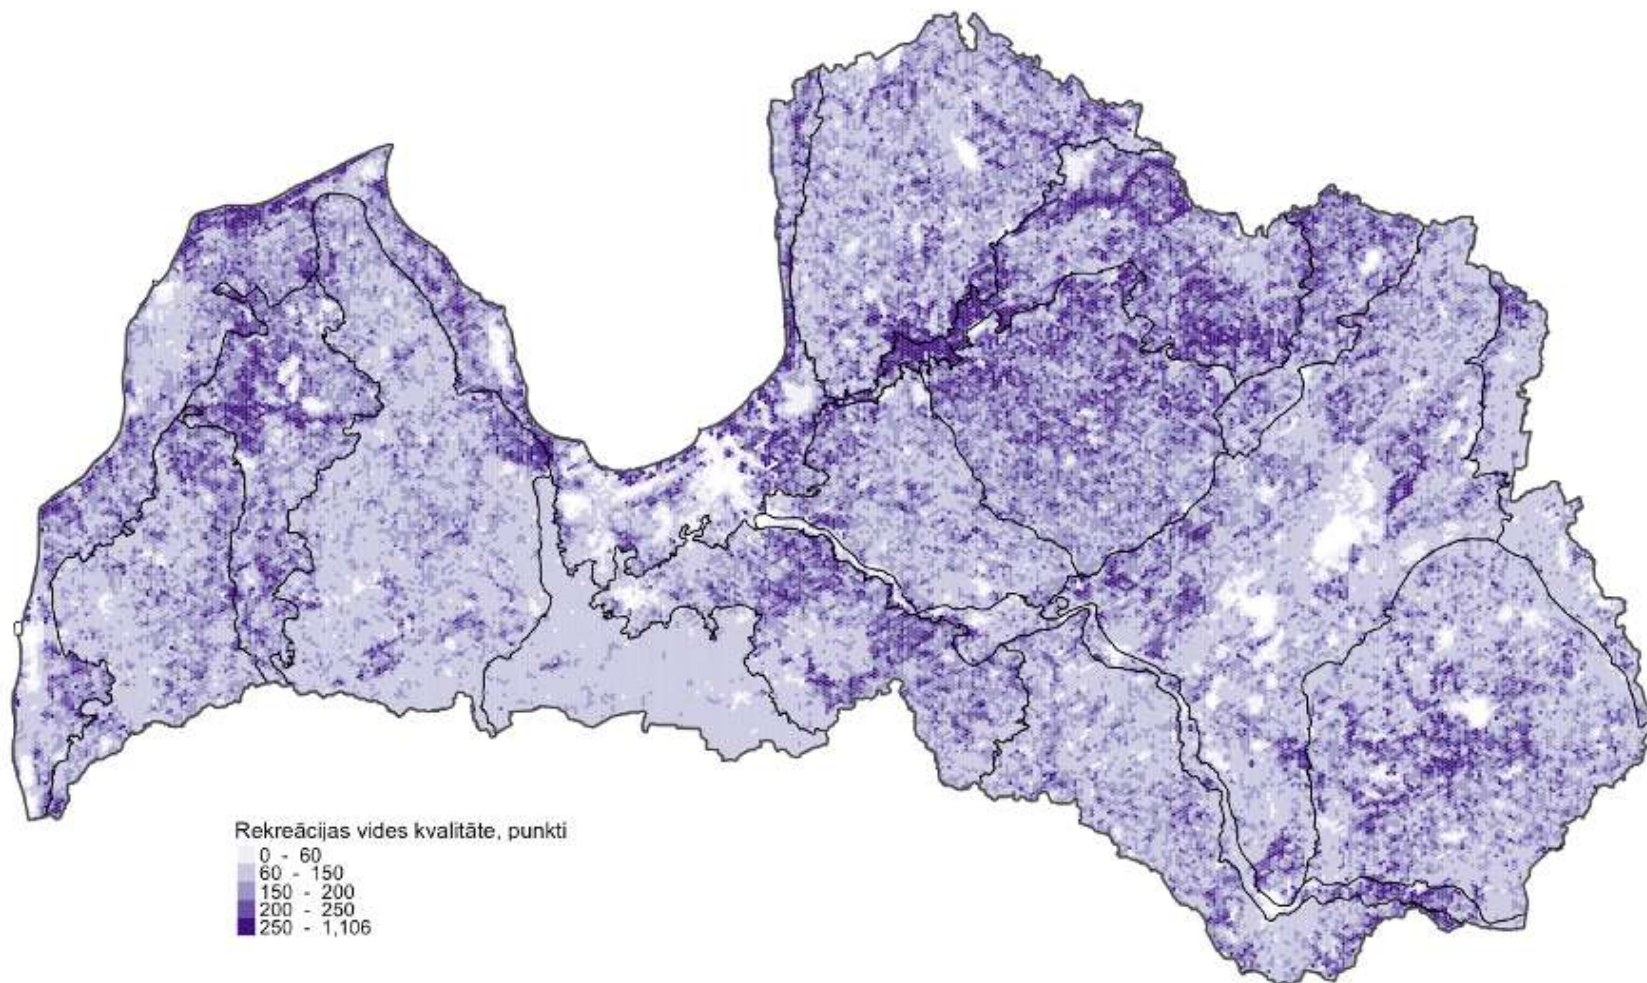 Rekreācijas vides kvalitāte, punkti
0 - 60
60 - 150
150 - 200
200 - 250
250 - 1,106